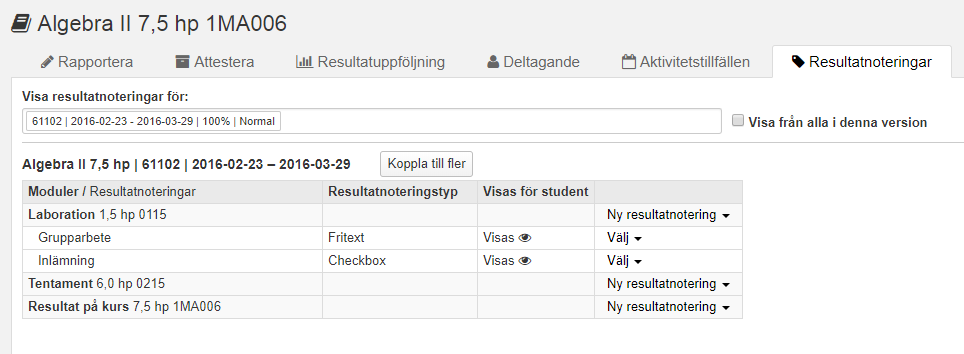 Algebra II 7,5 hp 1MA006
Rapportera Attestera Resultatuppföljning Deltagande Aktivitetstillfällen Resultatnoteringar
Visa resultatnoteringar för:
61102 | 2016-02-23 - 2016-03-29 | 100% | Normal Visa från alla i denna version
Algebra II 7,5 hp | 61102 | 2016-02-23 – 2016-03-29 Koppla till fler
Moduler / Resultatnoteringar Resultatnoteringstyp Visas för student
Laboration 1,5 hp 0115 Ny resultatnotering
Grupparbete Fritext Visas Välj
Inlämning Checkbox Visas Välj
Tentament 6,0 hp 0215 Ny resultatnotering
Resultat på kurs 7,5 hp 1MA006 Ny resultatnotering